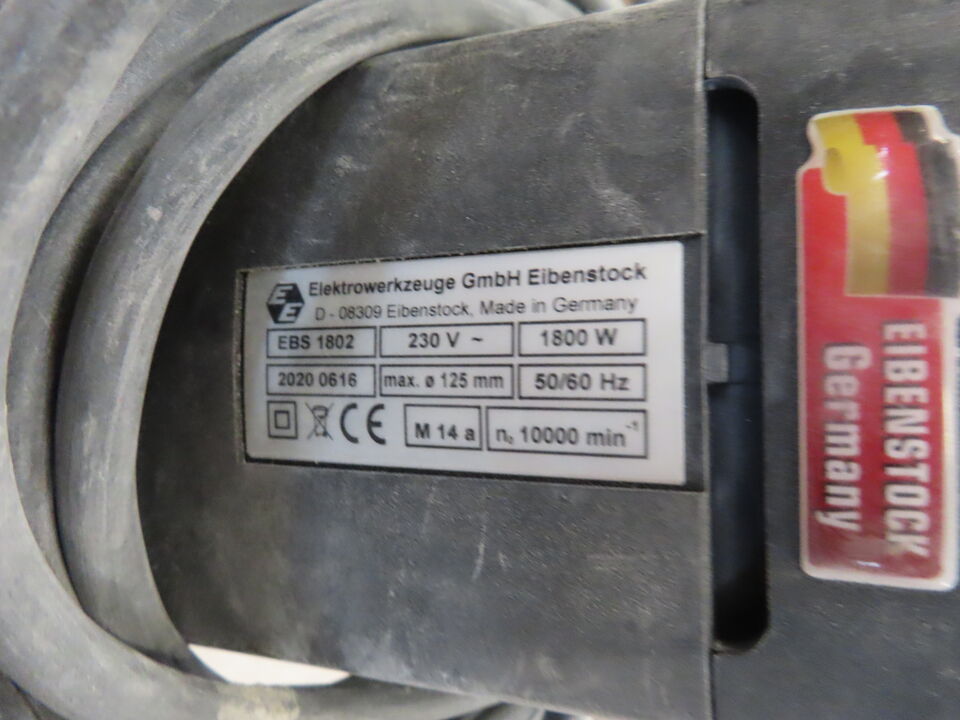 EE
Elektrowerkzeuge GmbH Eibenstock
D - 08309 Eibenstock, Made in Germany
EBS 1802 230 V ~ 1800 W
2020 0616 max. ø 125 mm 50/60 Hz
CE M 14 a n₀ 10000 min⁻¹
EIBENSTOCK
Germany